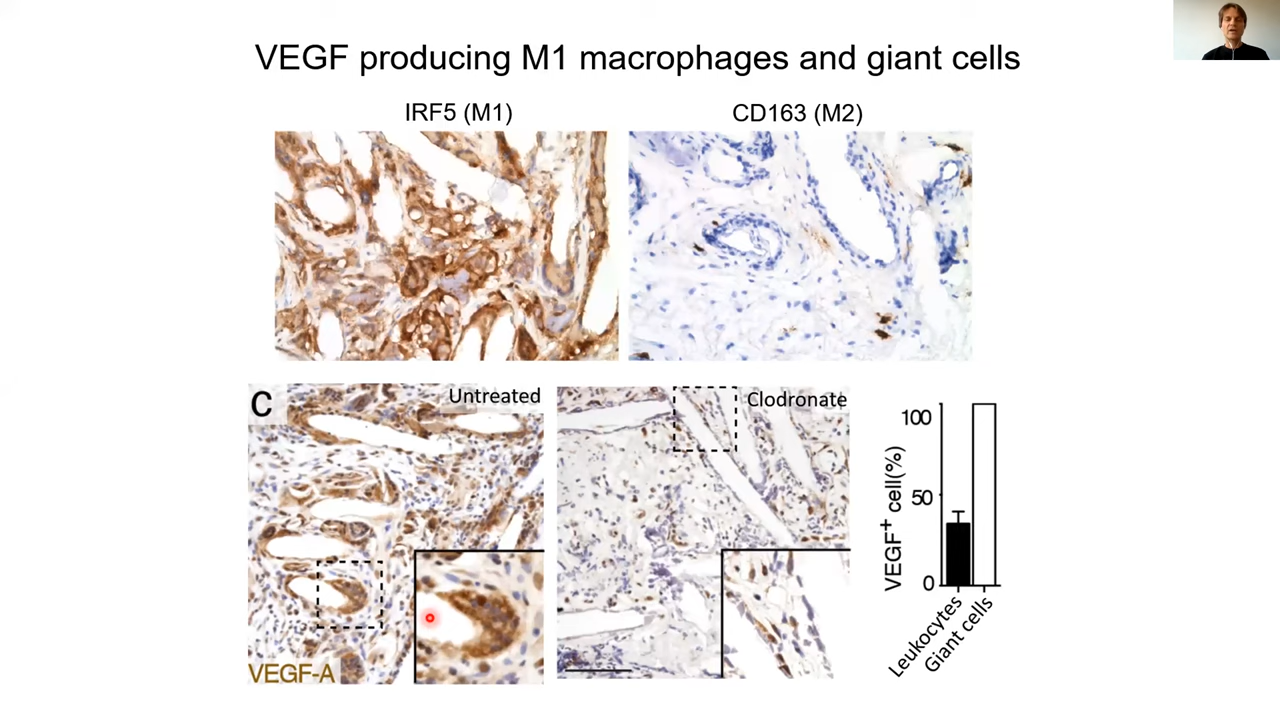 VEGF producing M1 macrophages and giant cells
IRF5 (M1)
CD163 (M2)
C
Untreated
Clodronate
VEGF-A
VEGF+ cell(%)
100
50
0
Leukocytes
Giant cells